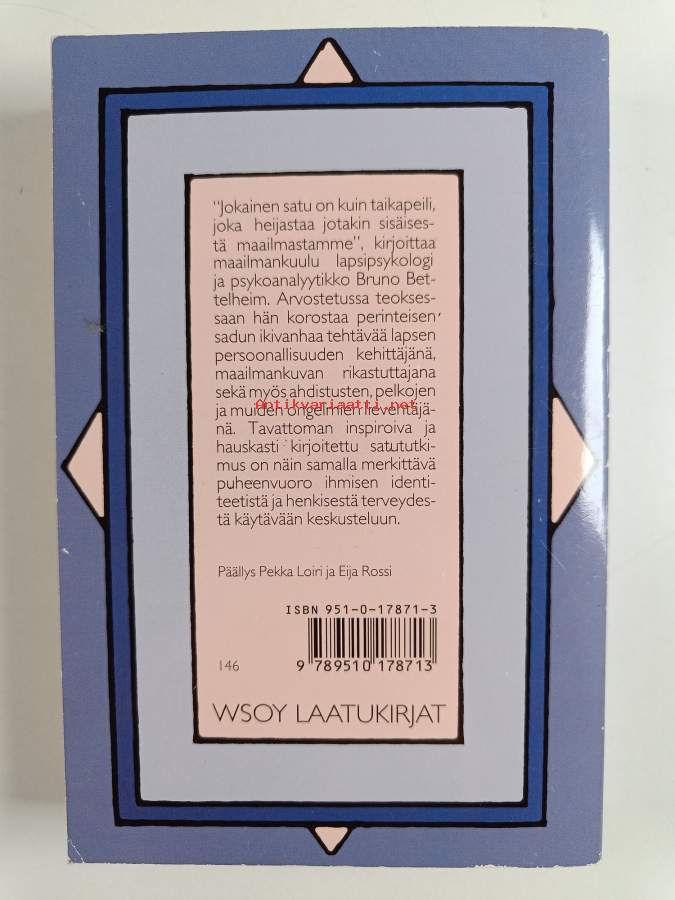 "Jokainen satu on kuin taikapeili,
joka heijastaa jotakin sisäises-
tä maailmastamme", kirjoittaa
maailmankuulu lapsipsykologi
ja psykoanalyytikko Bruno Bet-
telheim. Arvostetussa teokses-
saan hän korostaa perinteisen
sadun ikivanhaa tehtävää lapsen
persoonallisuuden kehittäjänä,
maailmankuvan rikastuttajana
sekä myös ahdistusten, pelkojen
Antikvariaatti.net
ja muiden ongelmien lieventäjä-
nä. Tavattoman inspiroiva ja
hauskasti kirjoitettu satututki-
mus on näin samalla merkittävä
puheenvuoro ihmisen identi-
teetistä ja henkisestä terveydes-
tä käytävään keskusteluun.
Päällys Pekka Loiri ja Eija Rossi
ISBN 951-0-17871-3
146
9 789510 178713
WSOY LAATUKIRJAT